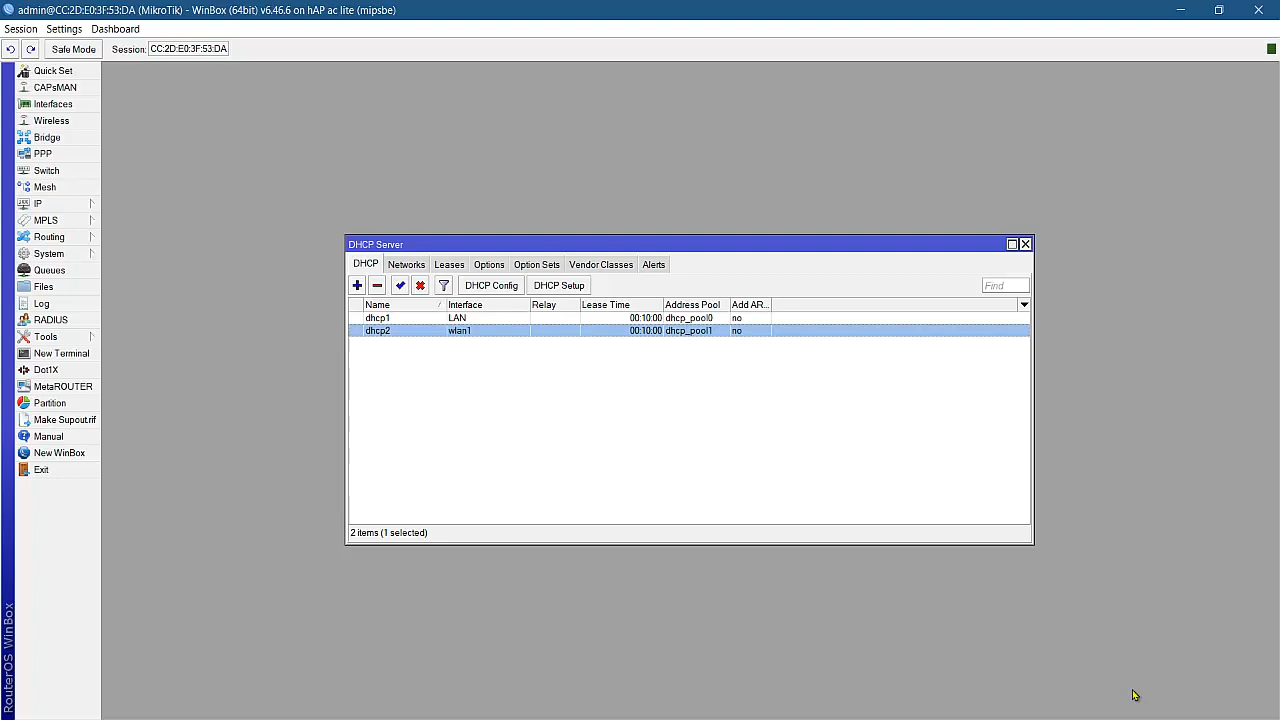 admin@CC:2D:E0:3F:53:DA (MikroTik) - WinBox (64bit) v6.46.6 on hAP ac lite (mipsbe)
Session Settings Dashboard
Safe Mode Session: CC:2D:E0:3F:53:DA
Quick Set
CAPsMAN
Interfaces
Wireless
Bridge
PPP
Switch
Mesh
IP
MPLS
Routing
System
Queues
Files
Log
RADIUS
Tools
New Terminal
Dot1X
MetaROUTER
Partition
Make Supout.rif
Manual
New WinBox
Exit
RouterOS WinBox
DHCP Server
DHCP Networks Leases Options Option Sets Vendor Classes Alerts
DHCP Config DHCP Setup Find
Name Interface Relay Lease Time Address Pool Add AR...
dhcp1 LAN 00:10:00 dhcp_pool0 no
dhcp2 wlan1 00:10:00 dhcp_pool1 no
2 items (1 selected)